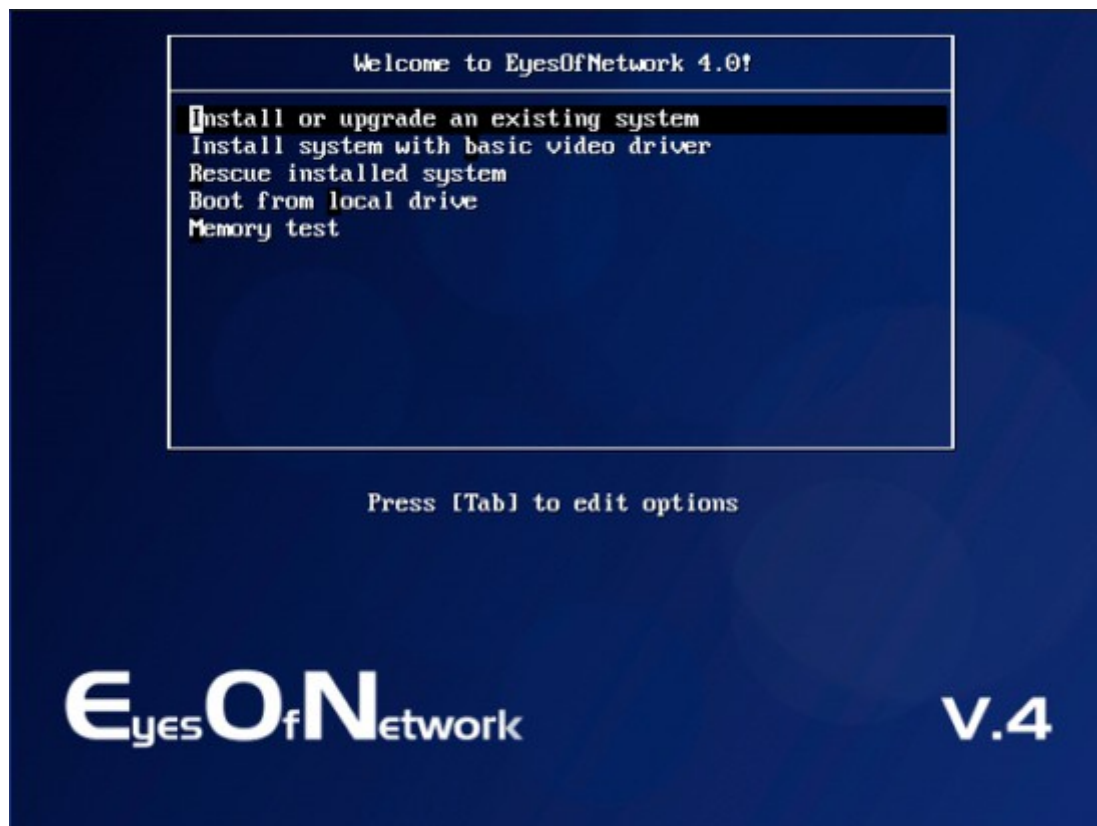 Welcome to EyesOfNetwork 4.0!
Install or upgrade an existing system
Install system with basic video driver
Rescue installed system
Boot from local drive
Memory test
Press [Tab] to edit options
EyesOfNetwork
V.4